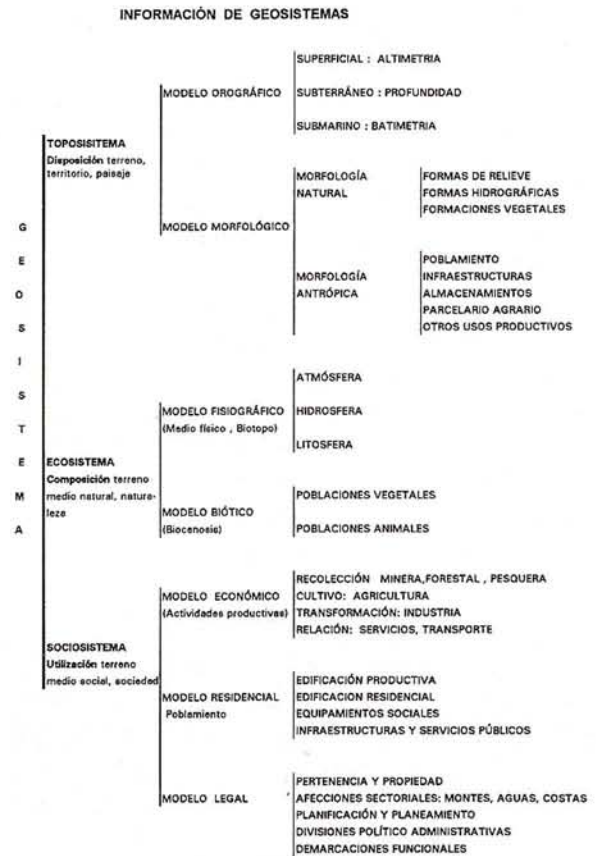 INFORMACIÓN DE GEOSISTEMAS
GEOSISTEMA
TOPOSISITEMA
Disposición terreno,
territorio, paisaje
MODELO OROGRÁFICO
SUPERFICIAL : ALTIMETRIA
SUBTERRÁNEO : PROFUNDIDAD
SUBMARINO : BATIMETRIA
MODELO MORFOLÓGICO
MORFOLOGÍA
NATURAL
FORMAS DE RELIEVE
FORMAS HIDROGRÁFICAS
FORMACIONES VEGETALES
MORFOLOGÍA
ANTRÓPICA
POBLAMIENTO
INFRAESTRUCTURAS
ALMACENAMIENTOS
PARCELARIO AGRARIO
OTROS USOS PRODUCTIVOS
ECOSISTEMA
Composición terreno
medio natural, natura-
leze
MODELO FISIOGRÁFICO
(Medio físico , Biotopo)
ATMÓSFERA
HIDROSFERA
LITOSFERA
MODELO BIÓTICO
(Biocenosis)
POBLACIONES VEGETALES
POBLACIONES ANIMALES
SOCIOSISTEMA
Utilización terreno
medio social, sociedad
MODELO ECONÓMICO
(Actividades productivas)
RECOLECCIÓN MINERA,FORESTAL , PESQUERA
CULTIVO: AGRICULTURA
TRANSFORMACIÓN: INDUSTRIA
RELACIÓN: SERVICIOS, TRANSPORTE
MODELO RESIDENCIAL
Poblamiento
EDIFICACIÓN PRODUCTIVA
EDIFICACION RESIDENCIAL
EQUIPAMIENTOS SOCIALES
INFRAESTRUCTURAS Y SERVICIOS PÚBLICOS
MODELO LEGAL
PERTENENCIA Y PROPIEDAD
AFECCIONES SECTORIALES: MONTES, AGUAS, COSTAS
PLANIFICACIÓN Y PLANEAMIENTO
DIVISIONES POLÍTICO ADMINISTRATIVAS
DEMARCACIONES FUNCIONALES